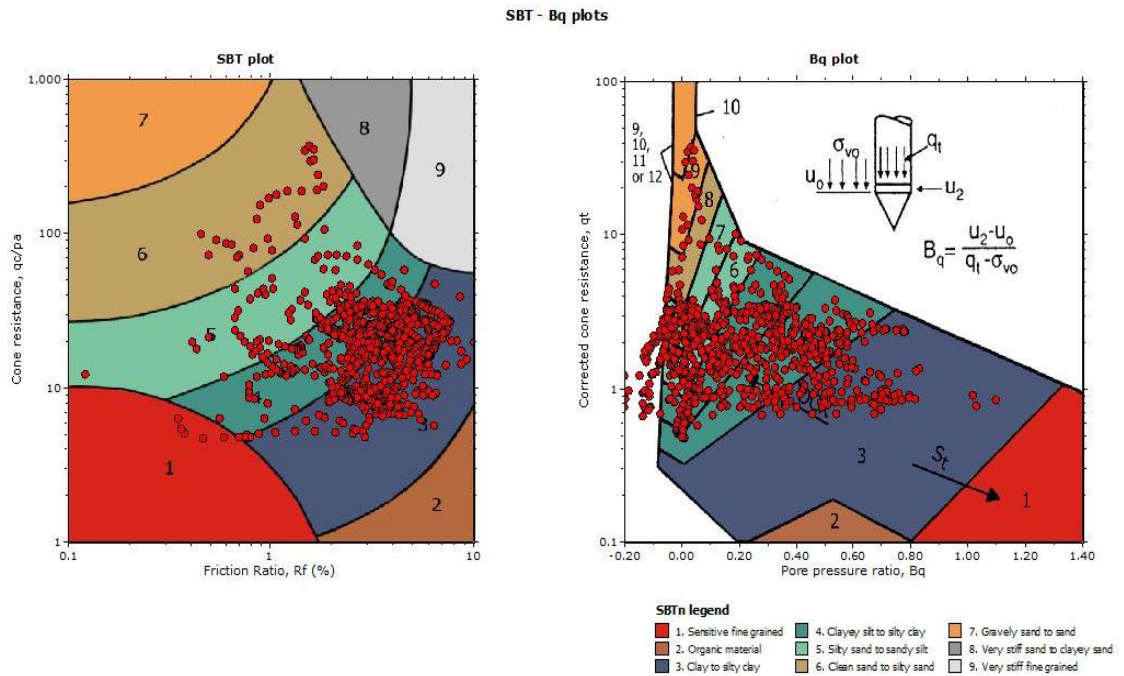 SBT - Bq plots
SBT plot
1,000
100
10
1
0.1
1
10
Cone resistance, qc/pa
Friction Ratio, Rf (%)
7
8
9
6
5
4
3
1
2
Bq plot
100
10
1
0.1
-0.20
0.00
0.20
0.40
0.60
0.80
1.00
1.20
1.40
Corrected cone resistance, qt
Pore pressure ratio, Bq
10
9,
10,
11
or 12
9
8
7
6
3
1
2
St
σvo
qt
uo
u2
Bq = u2-uo / qt-σvo
SBTn legend
1. Sensitive fine grained
2. Organic material
3. Clay to silty clay
4. Clayey silt to silty clay
5. Silty sand to sandy silt
6. Clean sand to silty sand
7. Gravely sand to sand
8. Very stiff sand to clayey sand
9. Very stiff fine grained